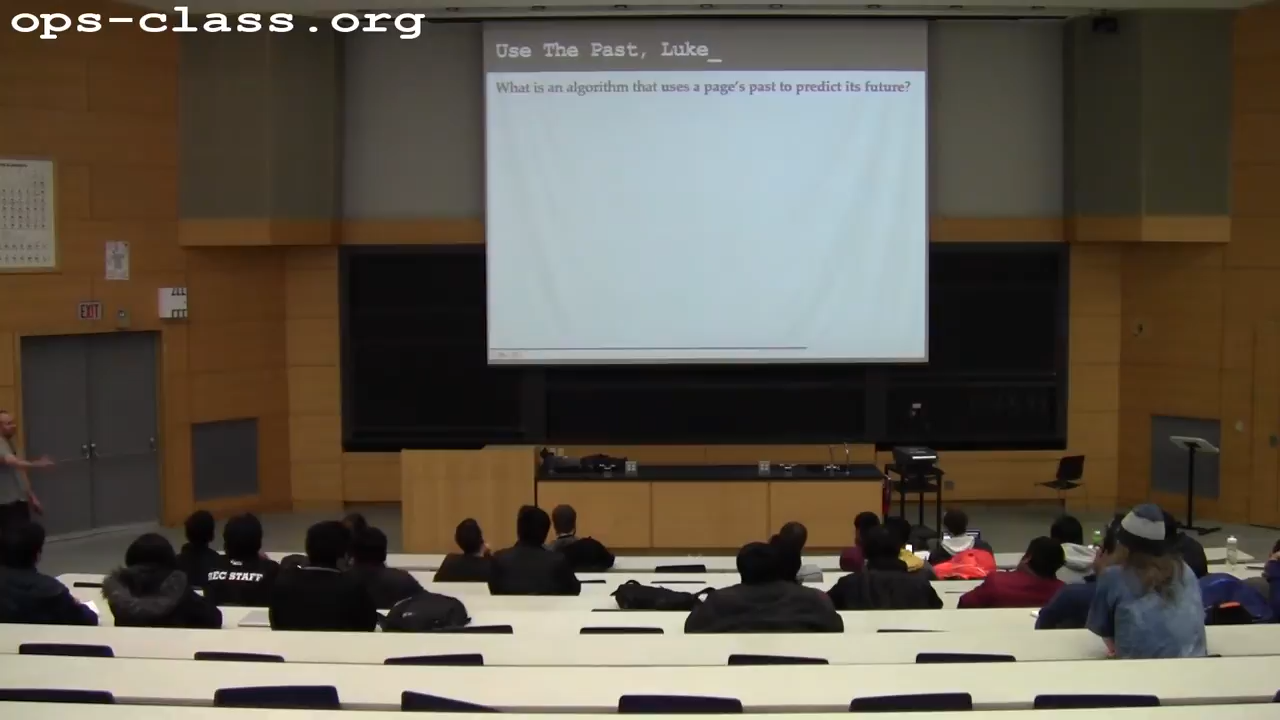 ops-class.org
Use The Past, Luke_
What is an algorithm that uses a page's past to predict its future?
EXIT
REC STAFF